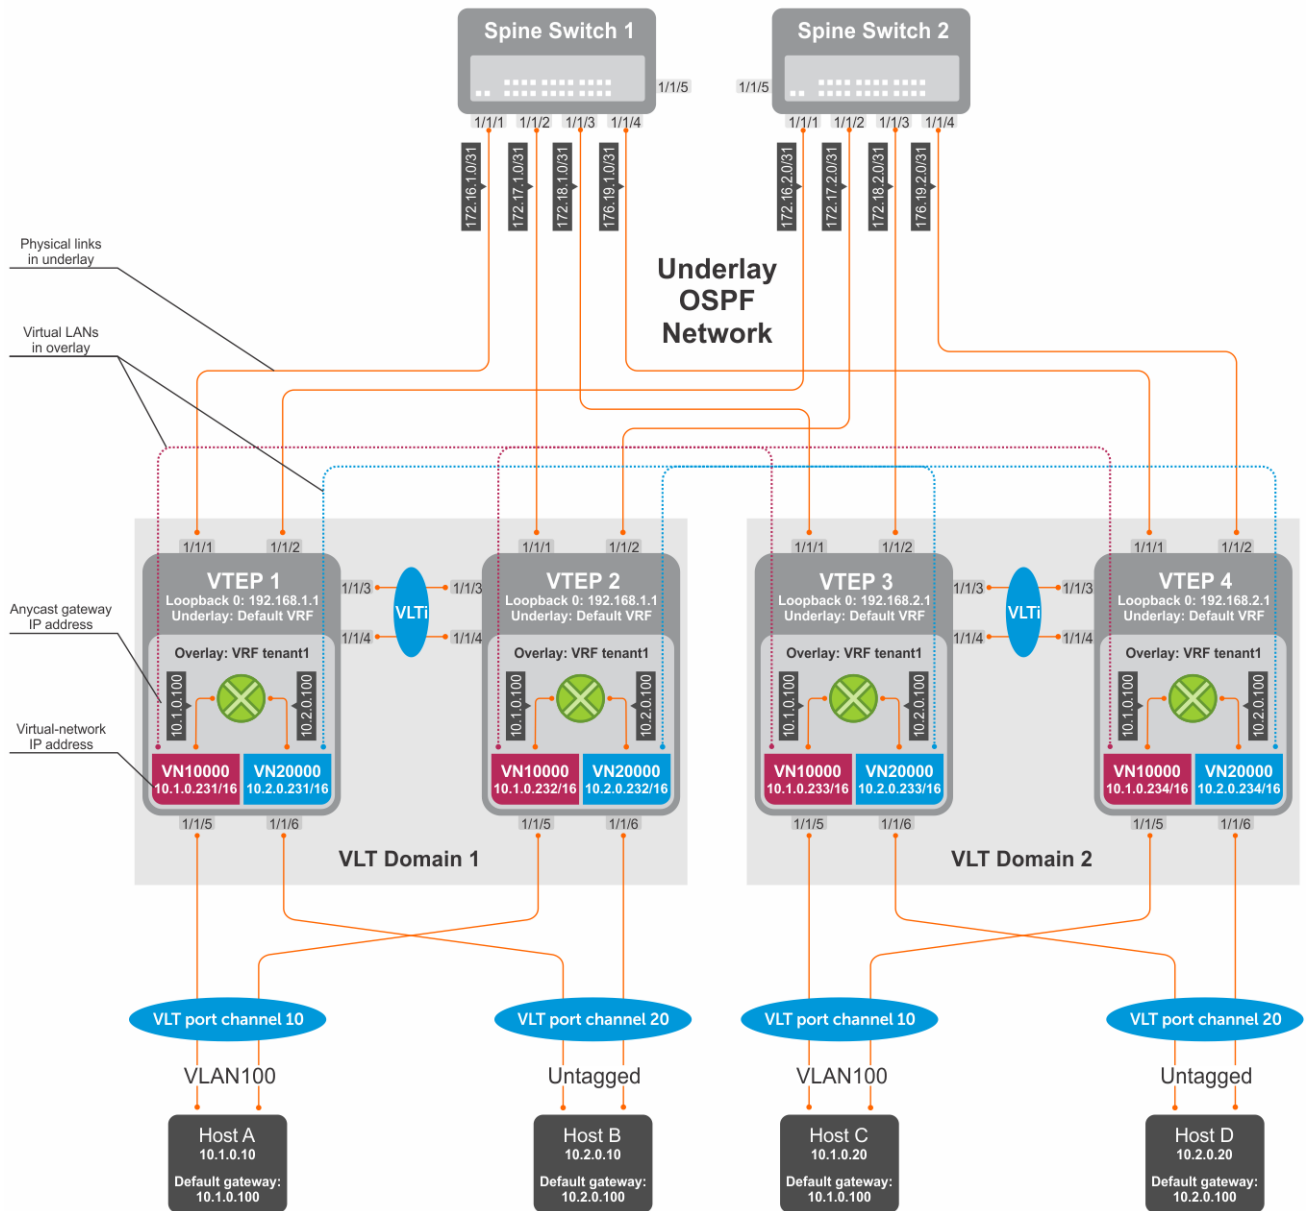 Spine Switch 1
Spine Switch 2
1/1/5
1/1/5
1/1/1
1/1/2
1/1/3
1/1/4
1/1/1
1/1/2
1/1/3
1/1/4
172.16.1.0/31
172.17.1.0/31
172.18.1.0/31
176.19.1.0/31
172.16.2.0/31
172.17.2.0/31
172.18.2.0/31
176.19.2.0/31
Physical links
in underlay
Underlay
OSPF
Network
Virtual LANs
in overlay
1/1/1
1/1/2
1/1/1
1/1/2
1/1/1
1/1/2
1/1/1
1/1/2
VTEP 1
Loopback 0: 192.168.1.1
Underlay: Default VRF
1/1/3
1/1/3
VLTi
1/1/4
1/1/4
VTEP 2
Loopback 0: 192.168.1.1
Underlay: Default VRF
VTEP 3
Loopback 0: 192.168.2.1
Underlay: Default VRF
1/1/3
1/1/3
VLTi
1/1/4
1/1/4
VTEP 4
Loopback 0: 192.168.2.1
Underlay: Default VRF
Anycast gateway
IP address
Overlay: VRF tenant1
Overlay: VRF tenant1
Overlay: VRF tenant1
Overlay: VRF tenant1
10.1.0.100
10.2.0.100
10.1.0.100
10.2.0.100
10.1.0.100
10.2.0.100
10.1.0.100
10.2.0.100
Virtual-network
IP address
VN10000
10.1.0.231/16
VN20000
10.2.0.231/16
VN10000
10.1.0.232/16
VN20000
10.2.0.232/16
VN10000
10.1.0.233/16
VN20000
10.2.0.233/16
VN10000
10.1.0.234/16
VN20000
10.2.0.234/16
1/1/5
1/1/6
1/1/5
1/1/6
1/1/5
1/1/6
1/1/5
1/1/6
VLT Domain 1
VLT Domain 2
VLT port channel 10
VLT port channel 20
VLT port channel 10
VLT port channel 20
VLAN100
Untagged
VLAN100
Untagged
Host A
10.1.0.10
Default gateway:
10.1.0.100
Host B
10.2.0.10
Default gateway:
10.2.0.100
Host C
10.1.0.20
Default gateway:
10.1.0.100
Host D
10.2.0.20
Default gateway:
10.2.0.100